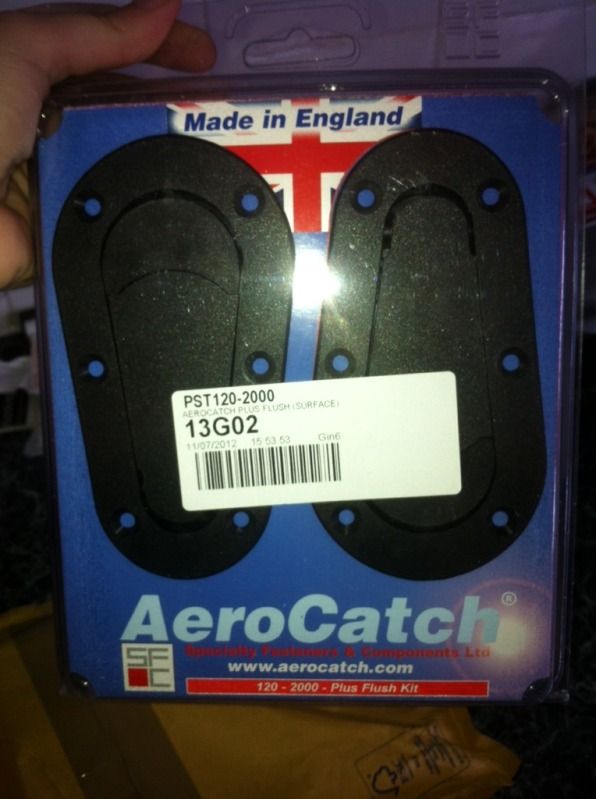 Made in England
PST120-2000
AEROCATCH PLUS FLUSH (SURFACE)
13G02
11/07/2012 15 53.53 Gin6
AeroCatch®
SF
C
Specialty Fasteners & Components Ltd
www.aerocatch.com
120 - 2000 - Plus Flush Kit